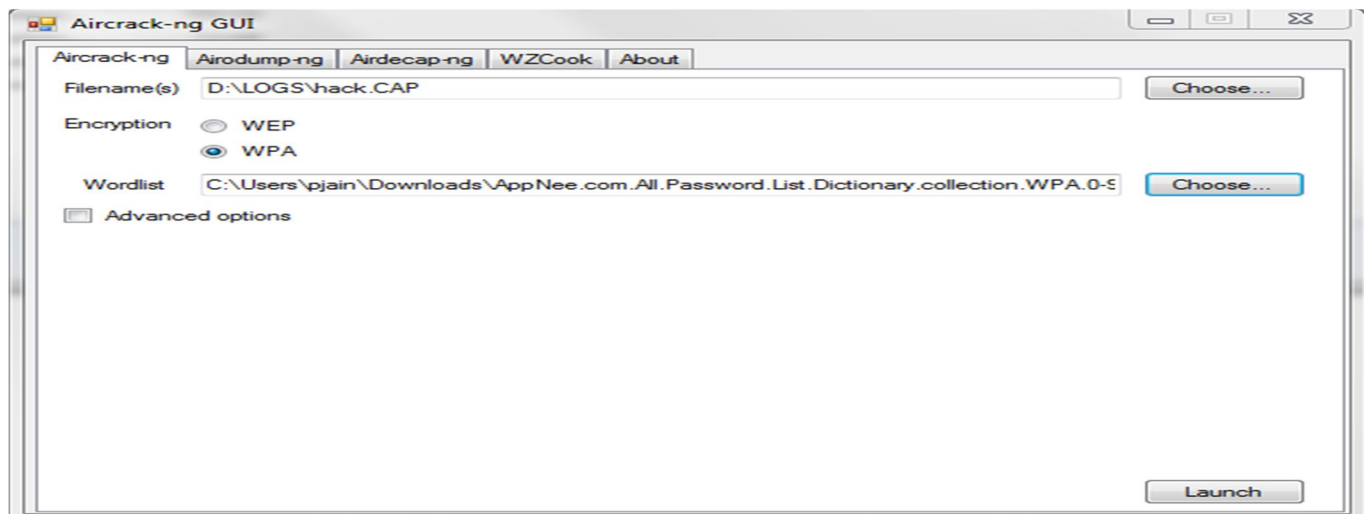 Aircrack-ng GUI
Aircrack-ng Airodump-ng Airdecap-ng WZCook About
Filename(s) D:\LOGS\hack.CAP Choose...
Encryption WEP
WPA
Wordlist C:\Users\pjain\Downloads\AppNee.com.All.Password.List.Dictionary.collection.WPA.0-S Choose...
Advanced options
Launch